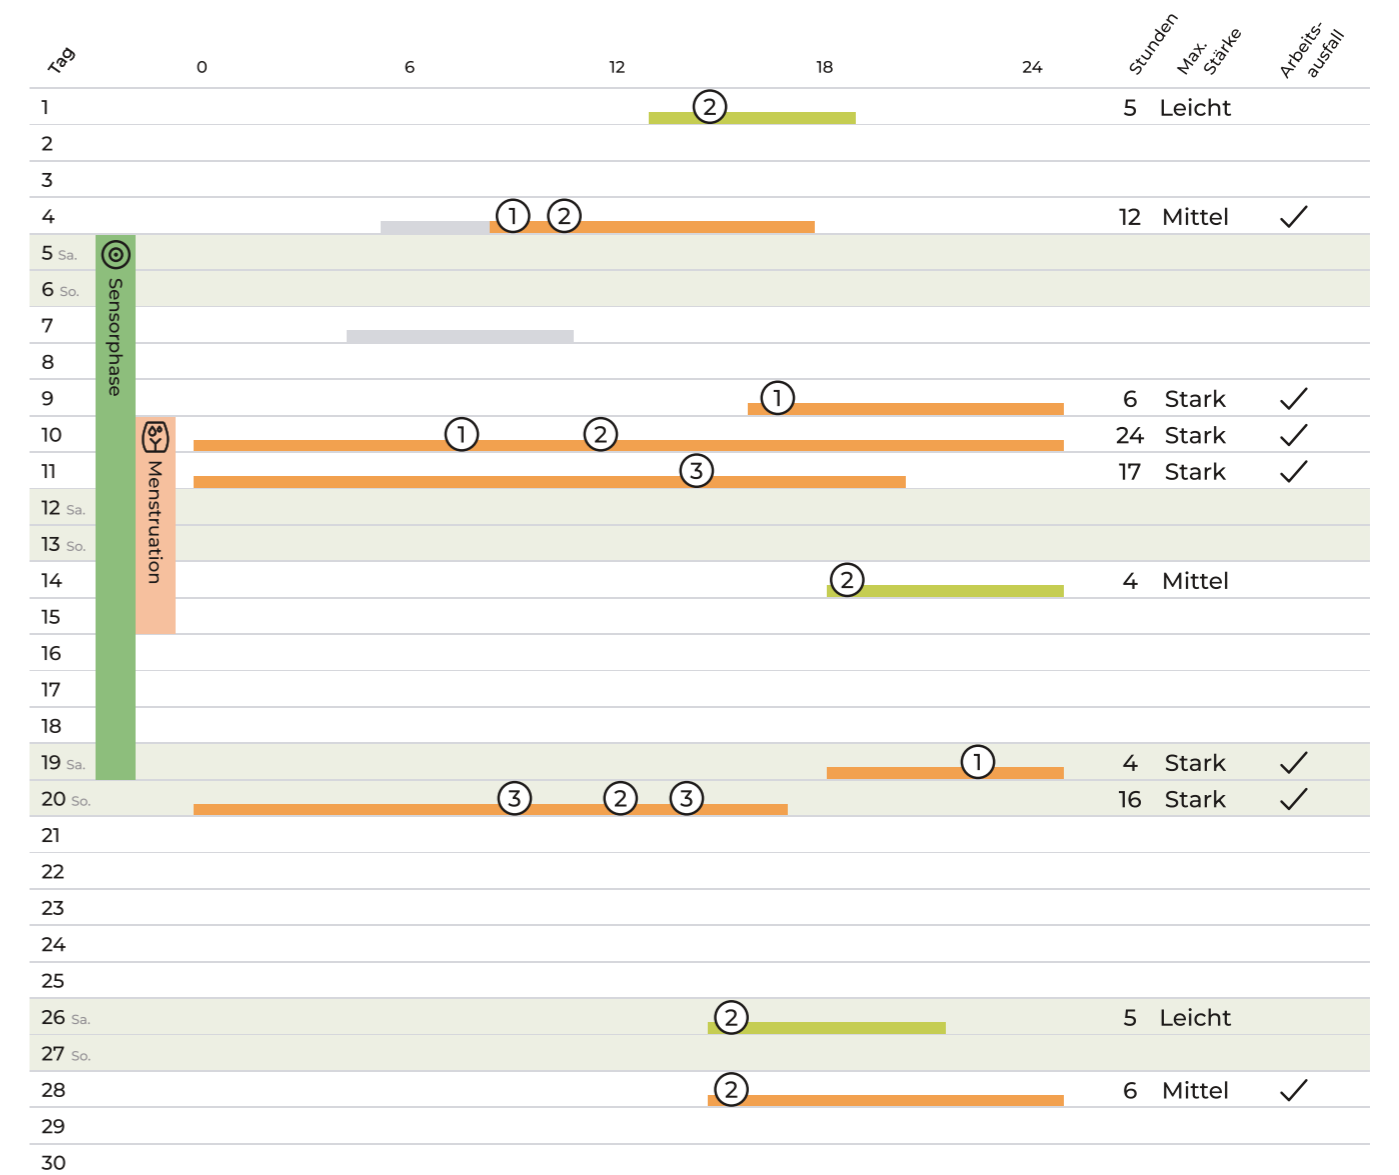 Tag 0 6 12 18 24 Stunden Max. Stärke Arbeits-ausfall
1 2 5 Leicht
2
3
4 1 2 12 Mittel
5 Sa.
Sensorphase
6 So.
7
8
9 1 6 Stark
10 1 2 24 Stark
Menstruation
11 3 17 Stark
12 Sa.
13 So.
14 2 4 Mittel
15
16
17
18
19 Sa. 1 4 Stark
20 So. 3 2 3 16 Stark
21
22
23
24
25
26 Sa. 2 5 Leicht
27 So.
28 2 6 Mittel
29
30